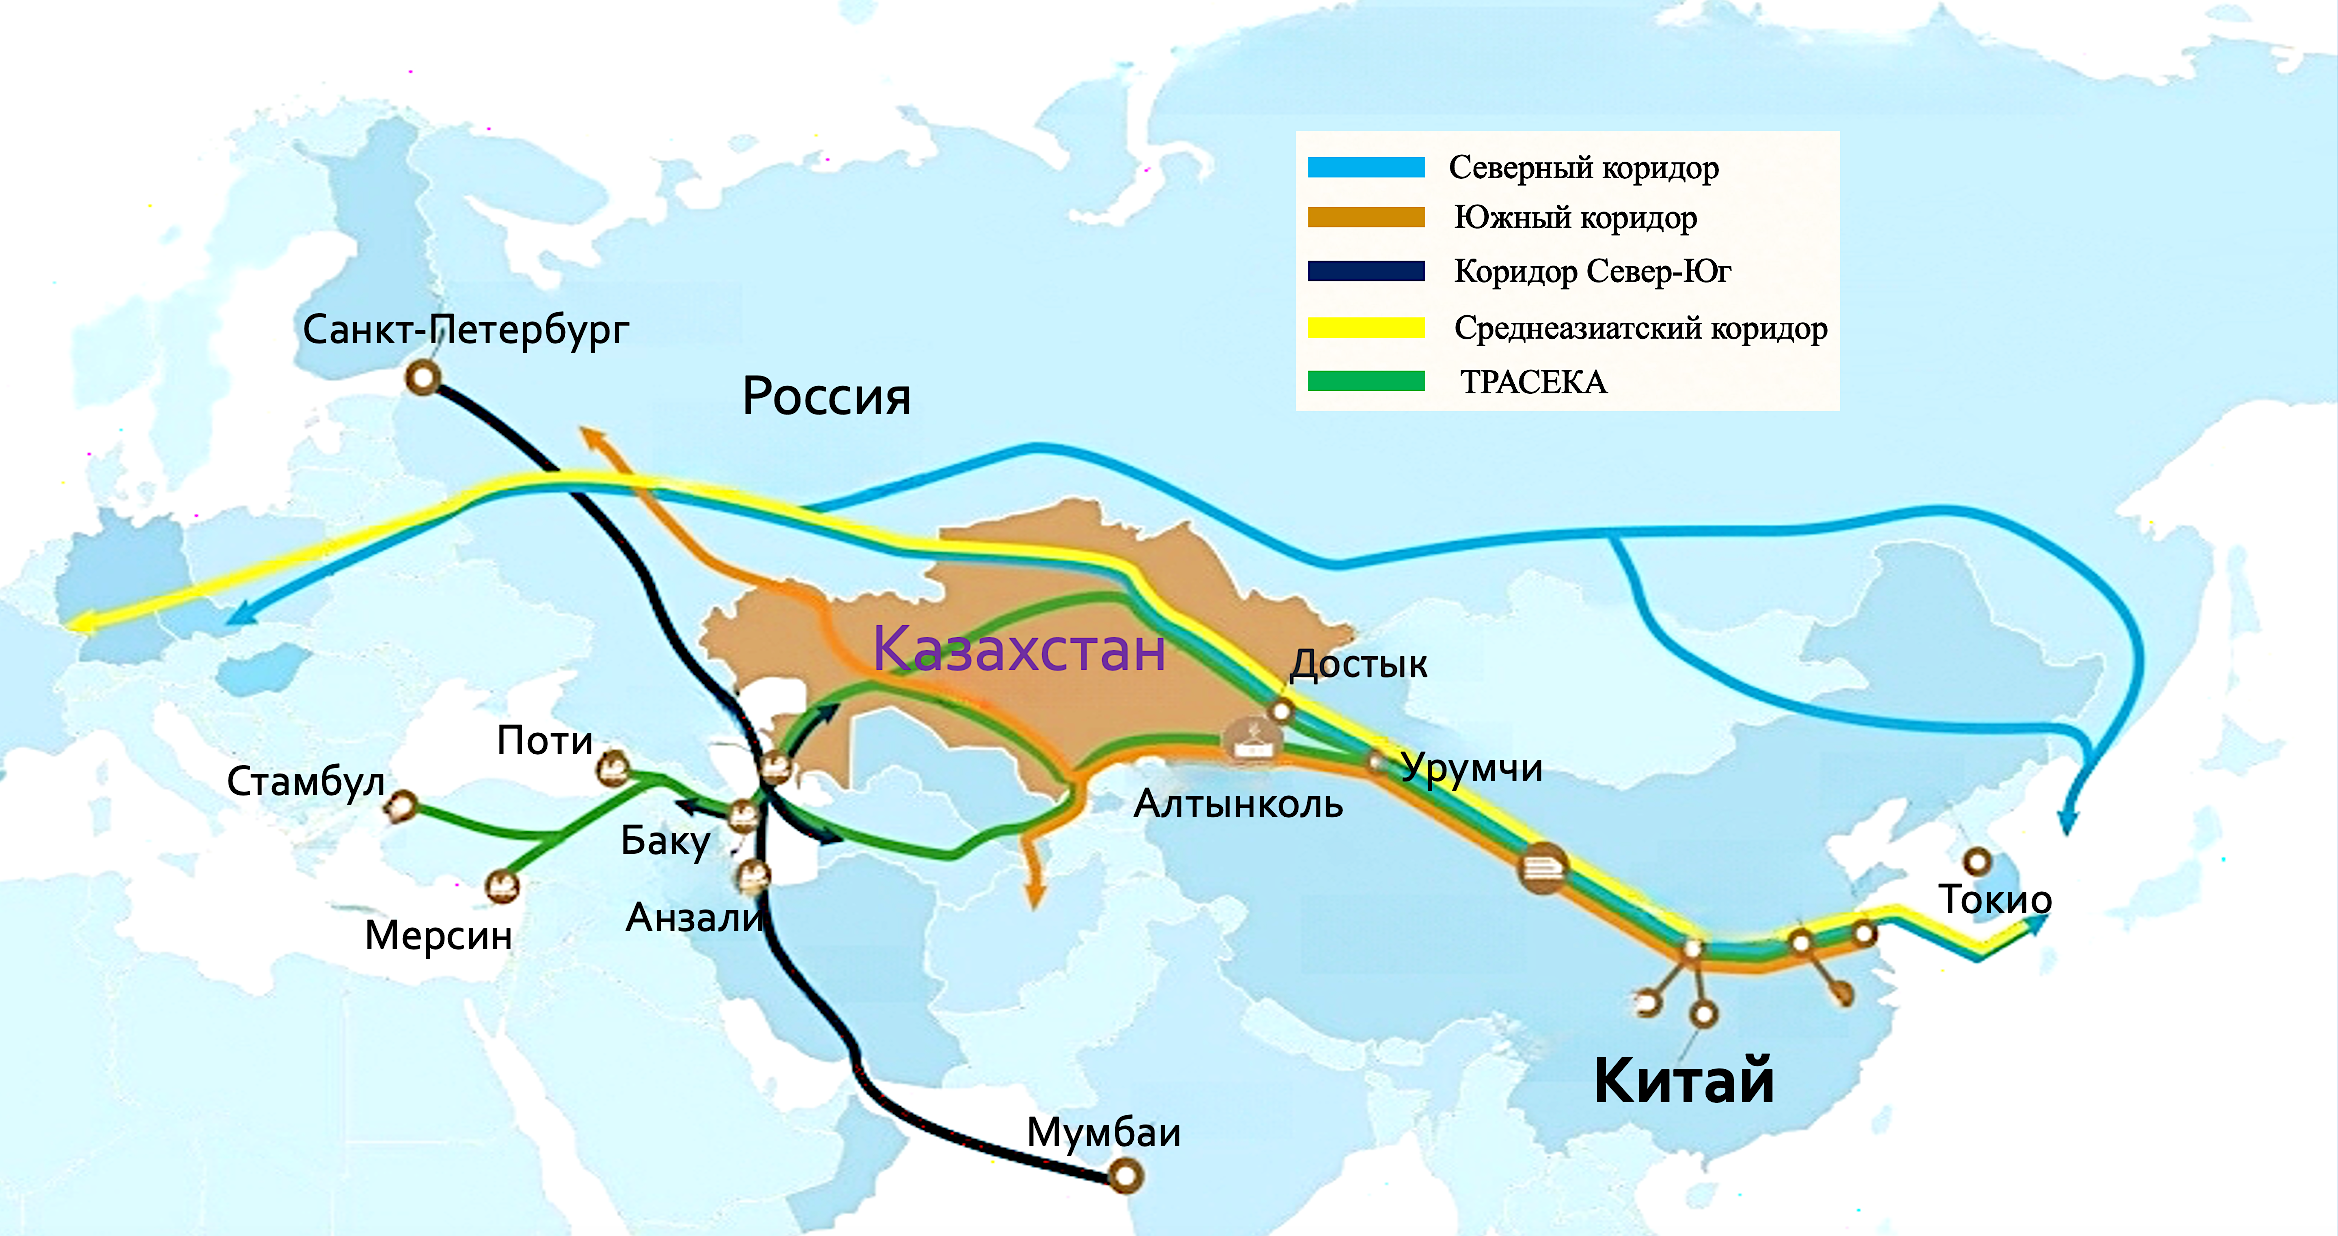 Северный коридор
Южный коридор
Коридор Север-Юг
Среднеазиатский коридор
ТРАСЕКА
Санкт-Петербург
Россия
Казахстан
Достык
Поти
Стамбул
Урумчи
Алтынколь
Баку
Токио
Анзали
Мерсин
Китай
Мумбаи